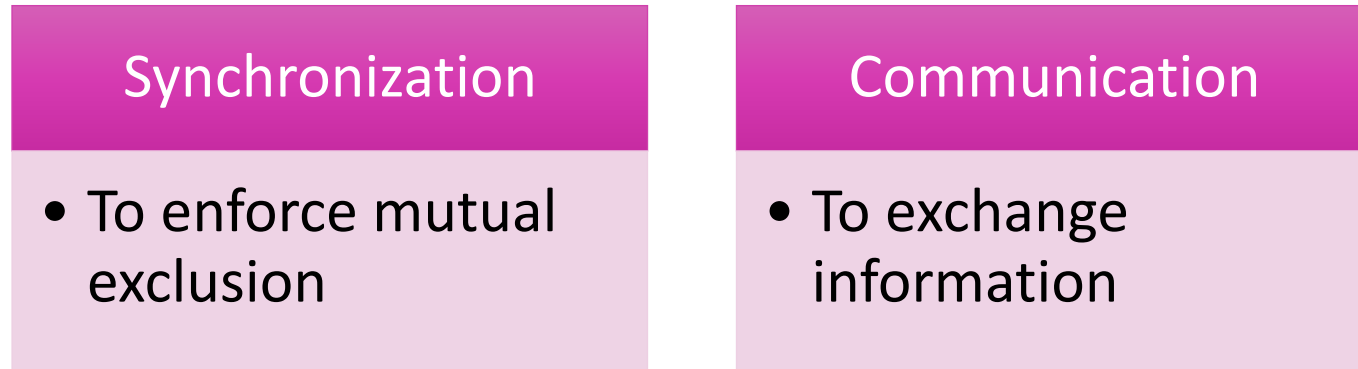 Synchronization
• To enforce mutual
exclusion
Communication
• To exchange
information